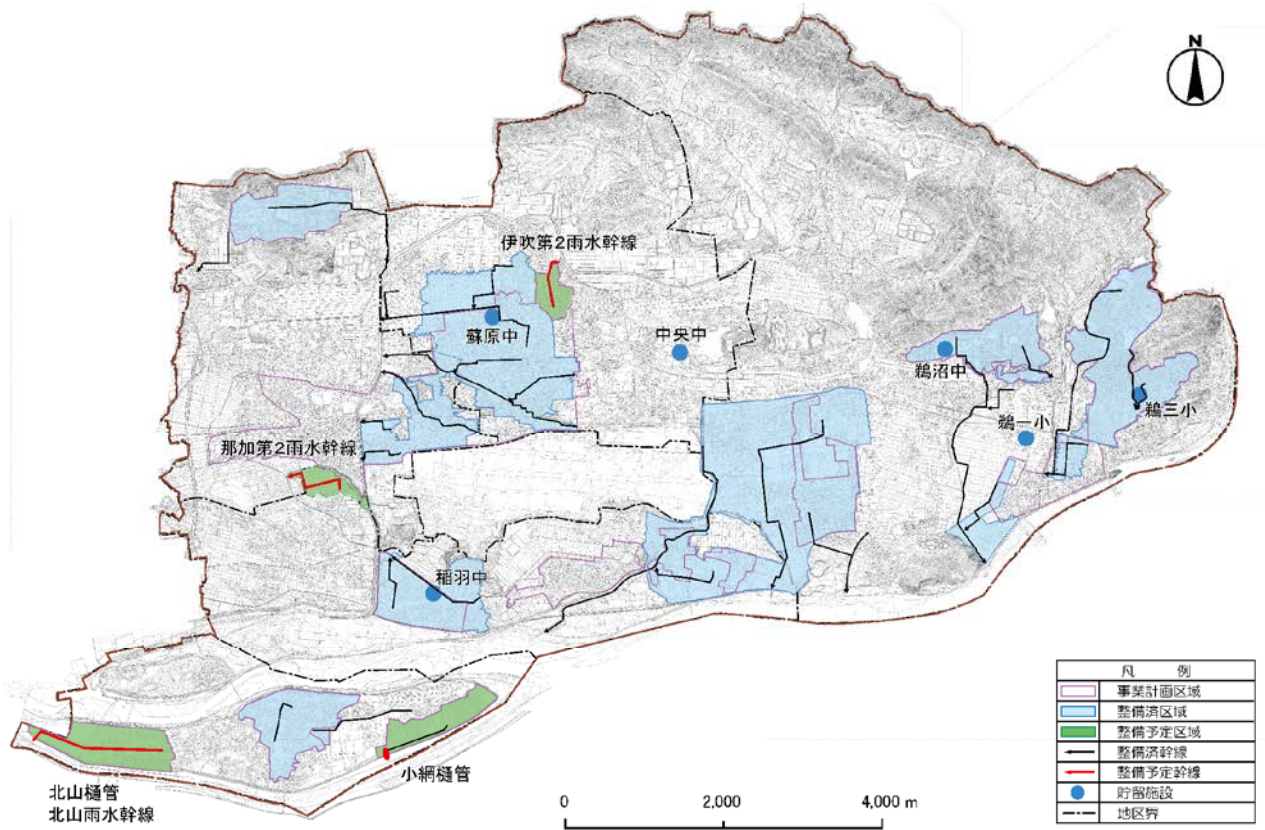 N
伊吹第2雨水幹線
蘇原中
中央中
鵜沼中
鵜三小
鵜一小
那加第2雨水幹線
稲羽中
小網樋管
北山樋管
北山雨水幹線
0 2,000 4,000 m
凡 例
事業計画区域
整備済区域
整備予定区域
整備済幹線
整備予定幹線
貯留施設
地区界